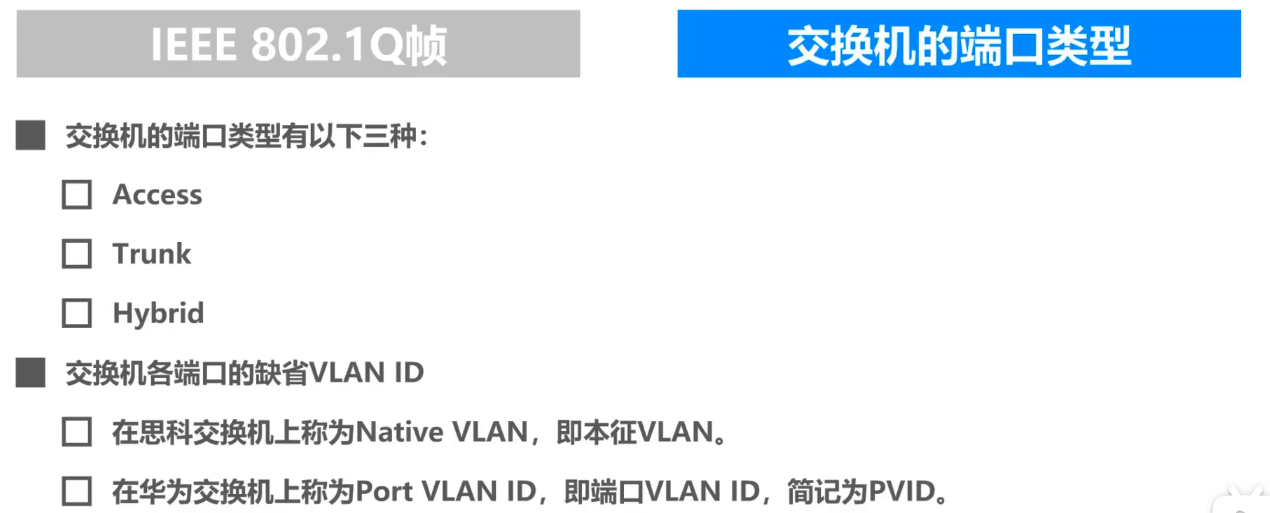 IEEE 802.1Q帧
交换机的端口类型
交换机的端口类型有以下三种：
Access
Trunk
Hybrid
交换机各端口的缺省VLAN ID
在思科交换机上称为Native VLAN，即本征VLAN。
在华为交换机上称为Port VLAN ID，即端口VLAN ID，简记为PVID。